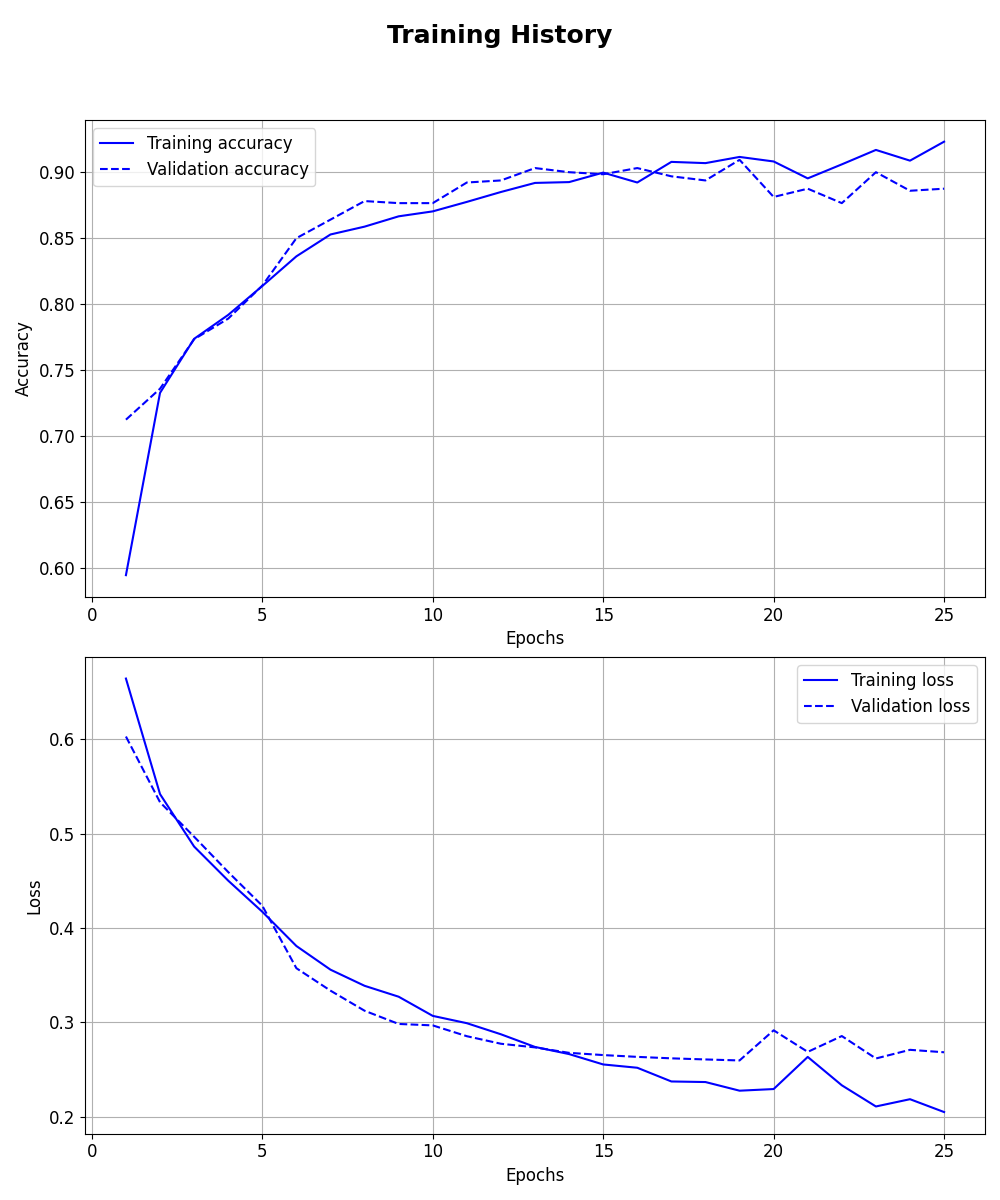 Training History
Training accuracy
Validation accuracy
0.90
0.85
0.80
0.75
0.70
0.65
0.60
Accuracy
0 5 10 15 20 25
Epochs
Training loss
Validation loss
0.6
0.5
0.4
0.3
0.2
Loss
0 5 10 15 20 25
Epochs